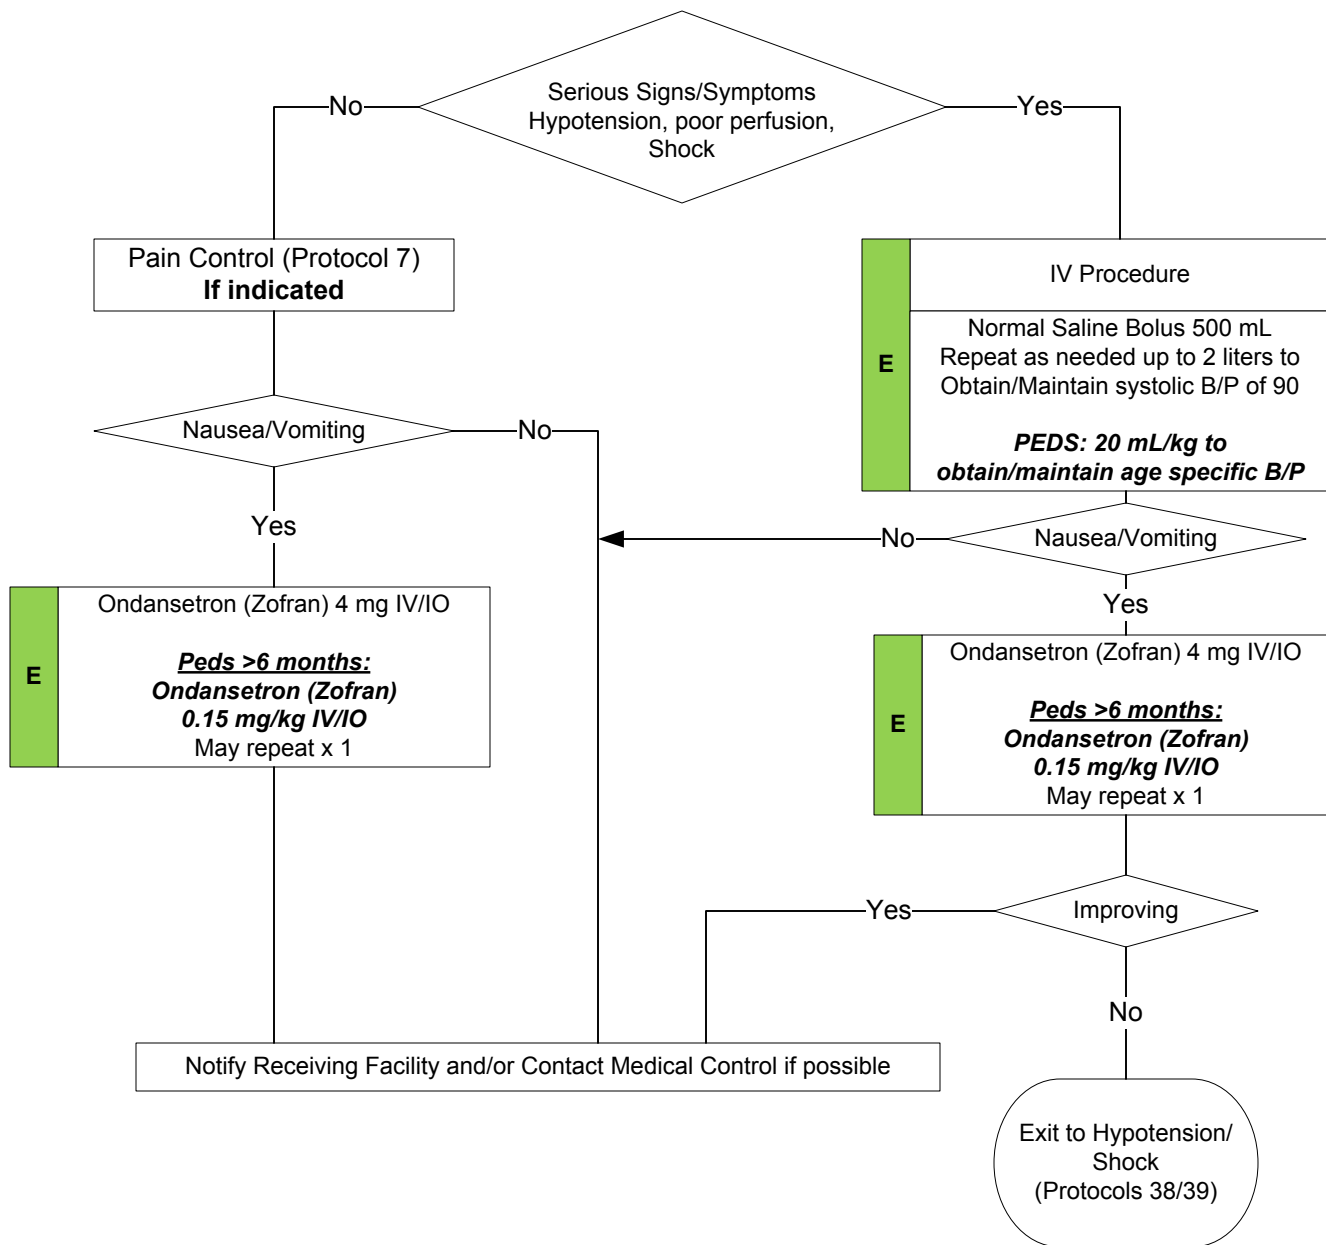 Serious Signs/Symptoms
Hypotension, poor perfusion,
Shock
No
Yes
Pain Control (Protocol 7)
If indicated
E
IV Procedure
Normal Saline Bolus 500 mL
Repeat as needed up to 2 liters to
Obtain/Maintain systolic B/P of 90
PEDS: 20 mL/kg to
obtain/maintain age specific B/P
Nausea/Vomiting
No
Yes
No
Nausea/Vomiting
Yes
E
Ondansetron (Zofran) 4 mg IV/IO
Peds >6 months:
Ondansetron (Zofran)
0.15 mg/kg IV/IO
May repeat x 1
E
Ondansetron (Zofran) 4 mg IV/IO
Peds >6 months:
Ondansetron (Zofran)
0.15 mg/kg IV/IO
May repeat x 1
Yes
Improving
No
Notify Receiving Facility and/or Contact Medical Control if possible
Exit to Hypotension/
Shock
(Protocols 38/39)